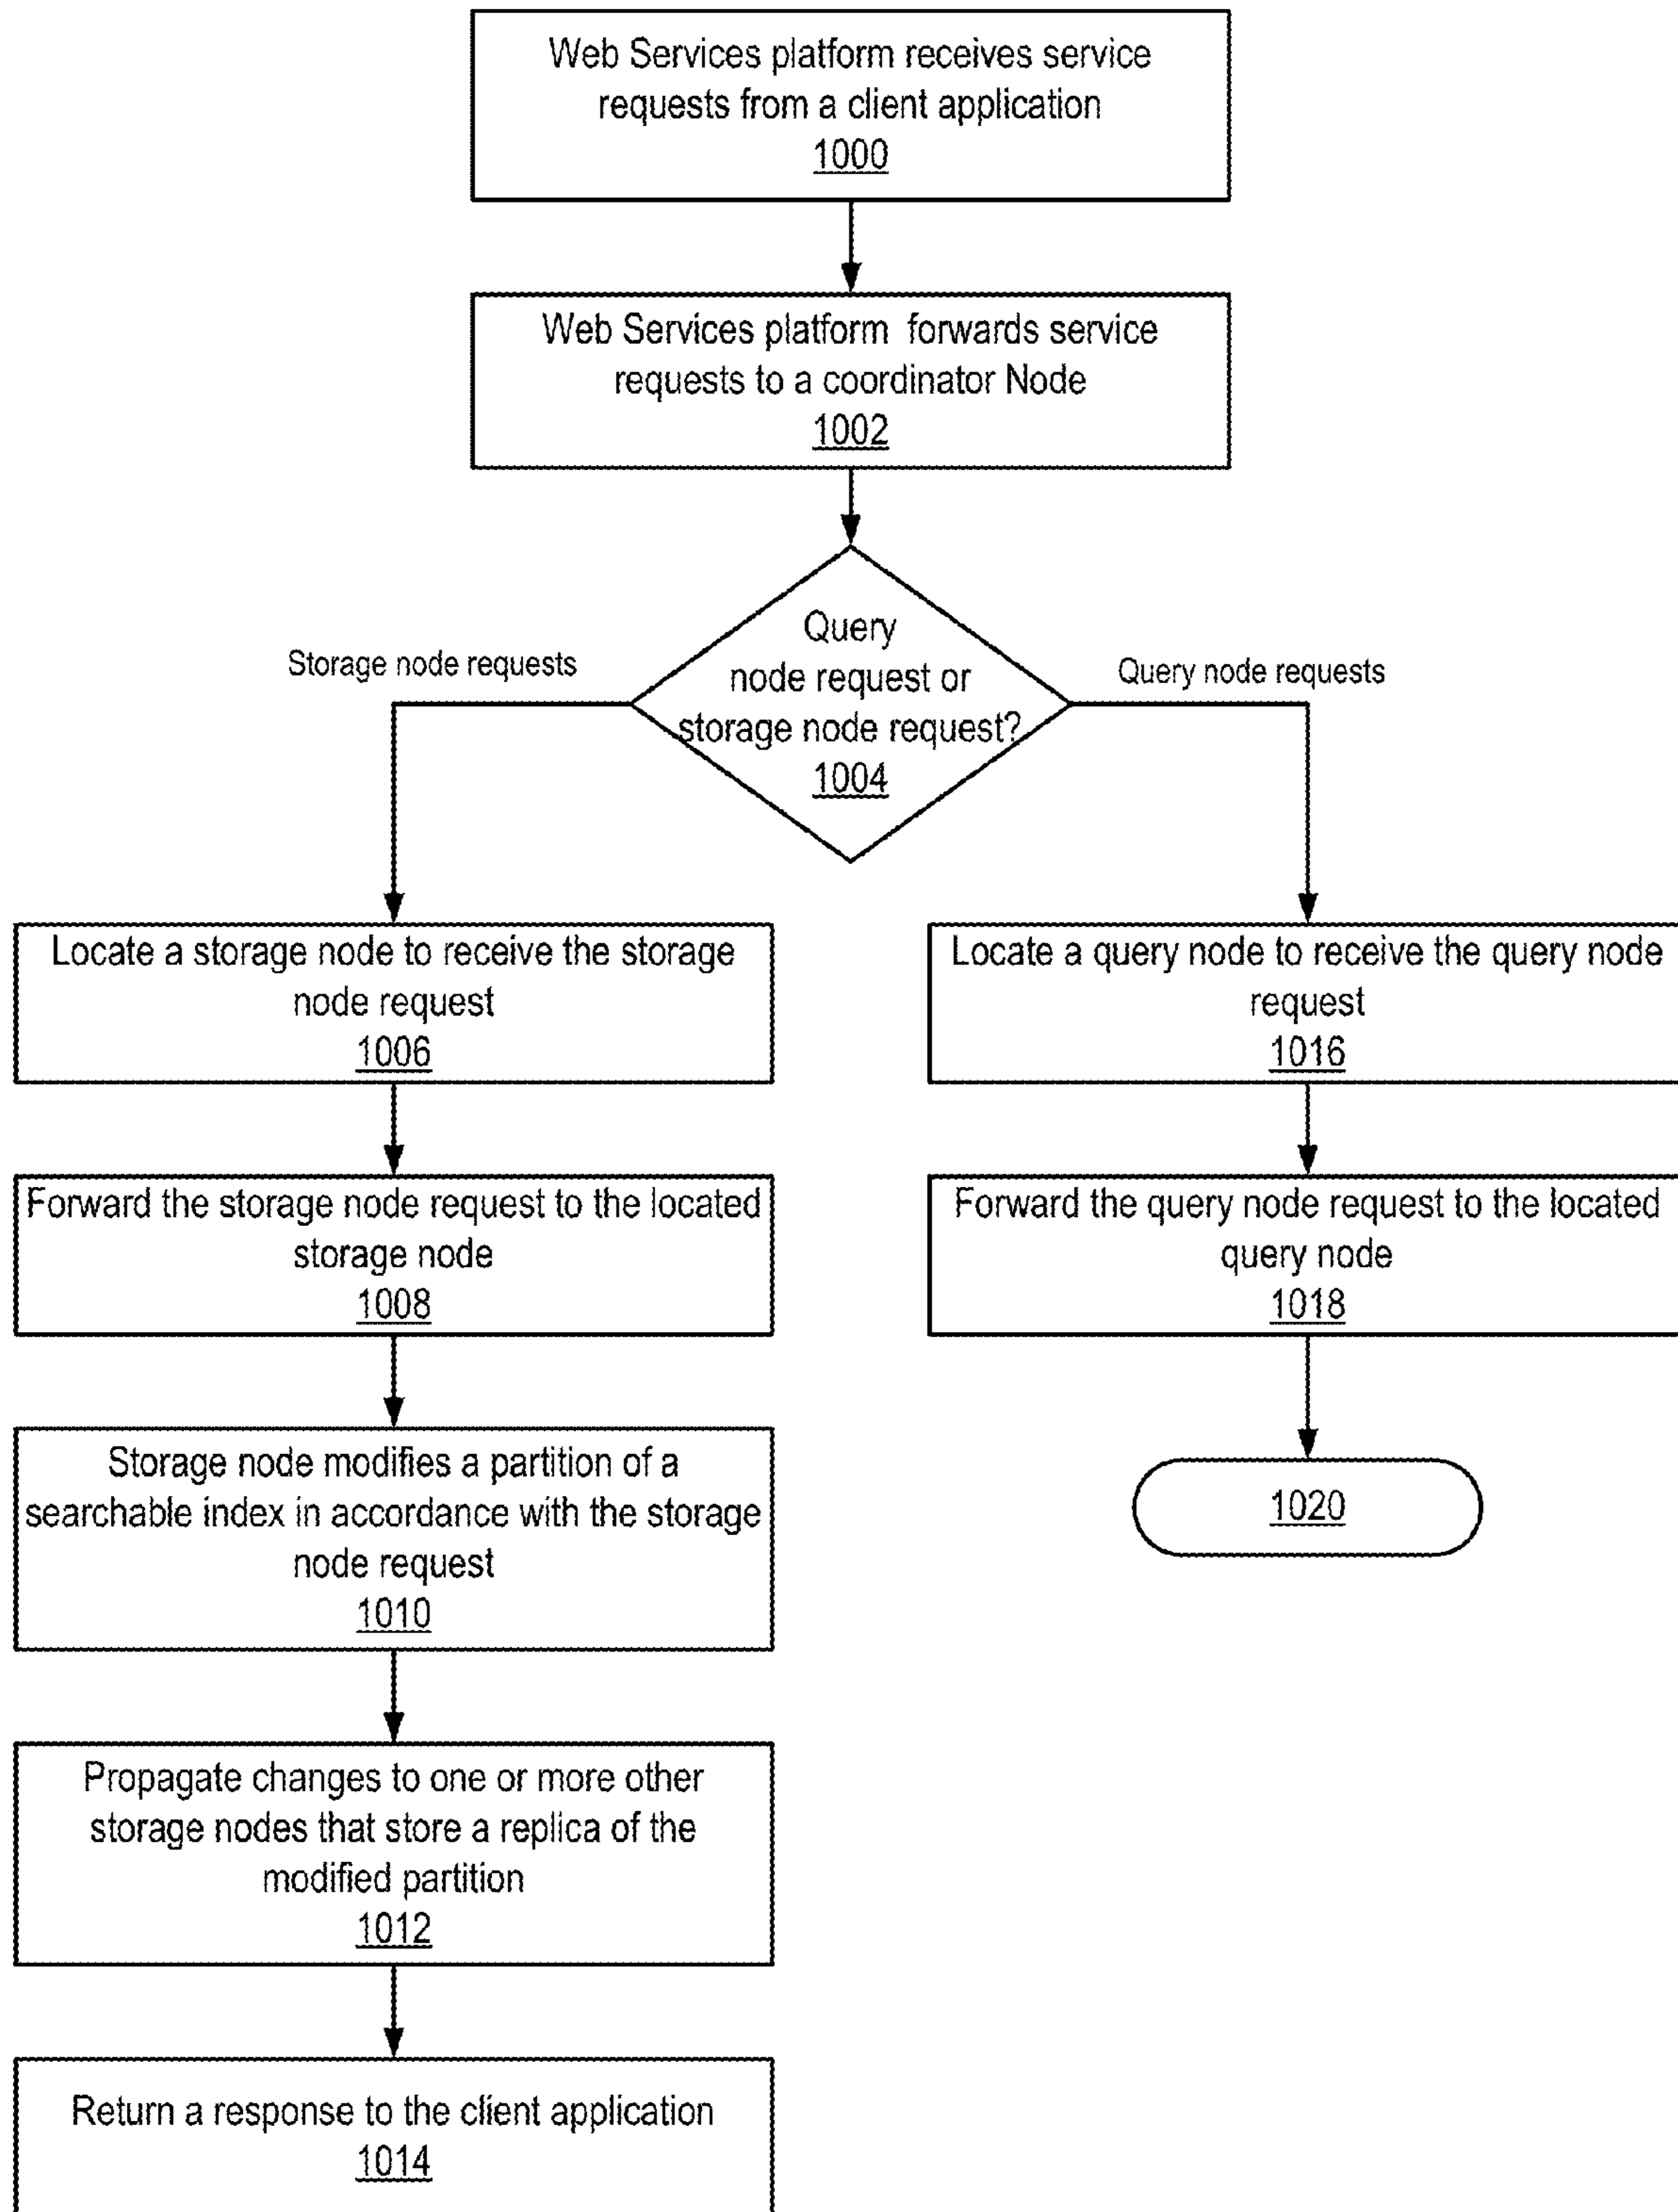 Web Services platform receives service
requests from a client application
1000
Web Services platform forwards service
requests to a coordinator Node
1002
Query
node request or
storage node request?
1004
Storage node requests
Query node requests
Locate a storage node to receive the storage
node request
1006
Forward the storage node request to the located
storage node
1008
Storage node modifies a partition of a
searchable index in accordance with the storage
node request
1010
Propagate changes to one or more other
storage nodes that store a replica of the
modified partition
1012
Return a response to the client application
1014
Locate a query node to receive the query node
request
1016
Forward the query node request to the located
query node
1018
1020